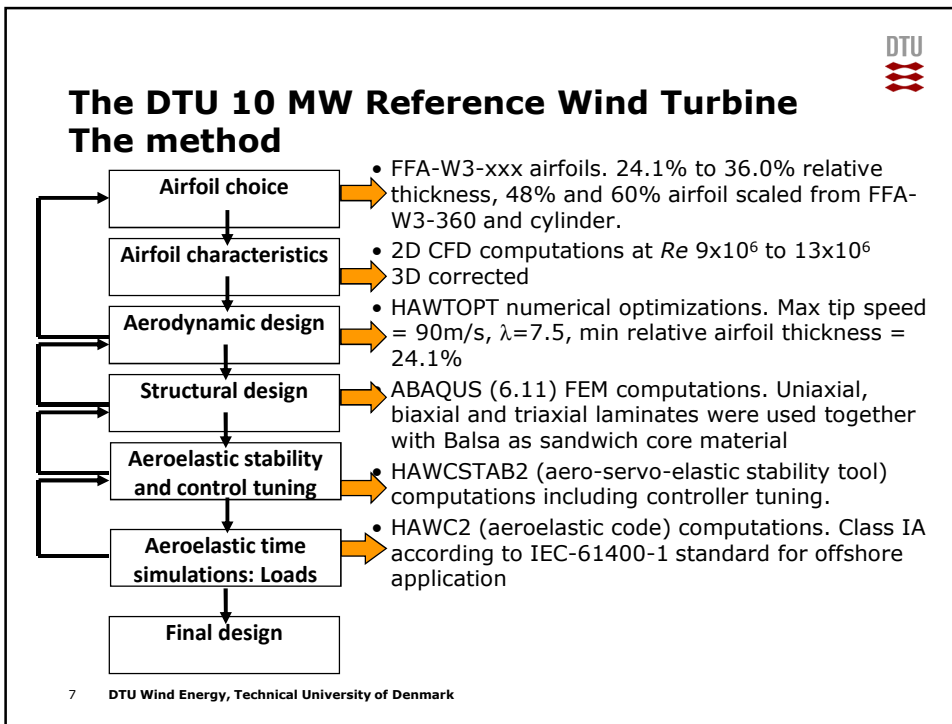 DTU
The DTU 10 MW Reference Wind Turbine
The method
Airfoil choice
• FFA-W3-xxx airfoils. 24.1% to 36.0% relative
thickness, 48% and 60% airfoil scaled from FFA-
W3-360 and cylinder.
Airfoil characteristics
• 2D CFD computations at Re 9x10⁶ to 13x10⁶
3D corrected
Aerodynamic design
• HAWTOPT numerical optimizations. Max tip speed
= 90m/s, λ=7.5, min relative airfoil thickness =
24.1%
Structural design
• ABAQUS (6.11) FEM computations. Uniaxial,
biaxial and triaxial laminates were used together
with Balsa as sandwich core material
Aeroelastic stability
and control tuning
• HAWCSTAB2 (aero-servo-elastic stability tool)
computations including controller tuning.
Aeroelastic time
simulations: Loads
• HAWC2 (aeroelastic code) computations. Class IA
according to IEC-61400-1 standard for offshore
application
Final design
7 DTU Wind Energy, Technical University of Denmark